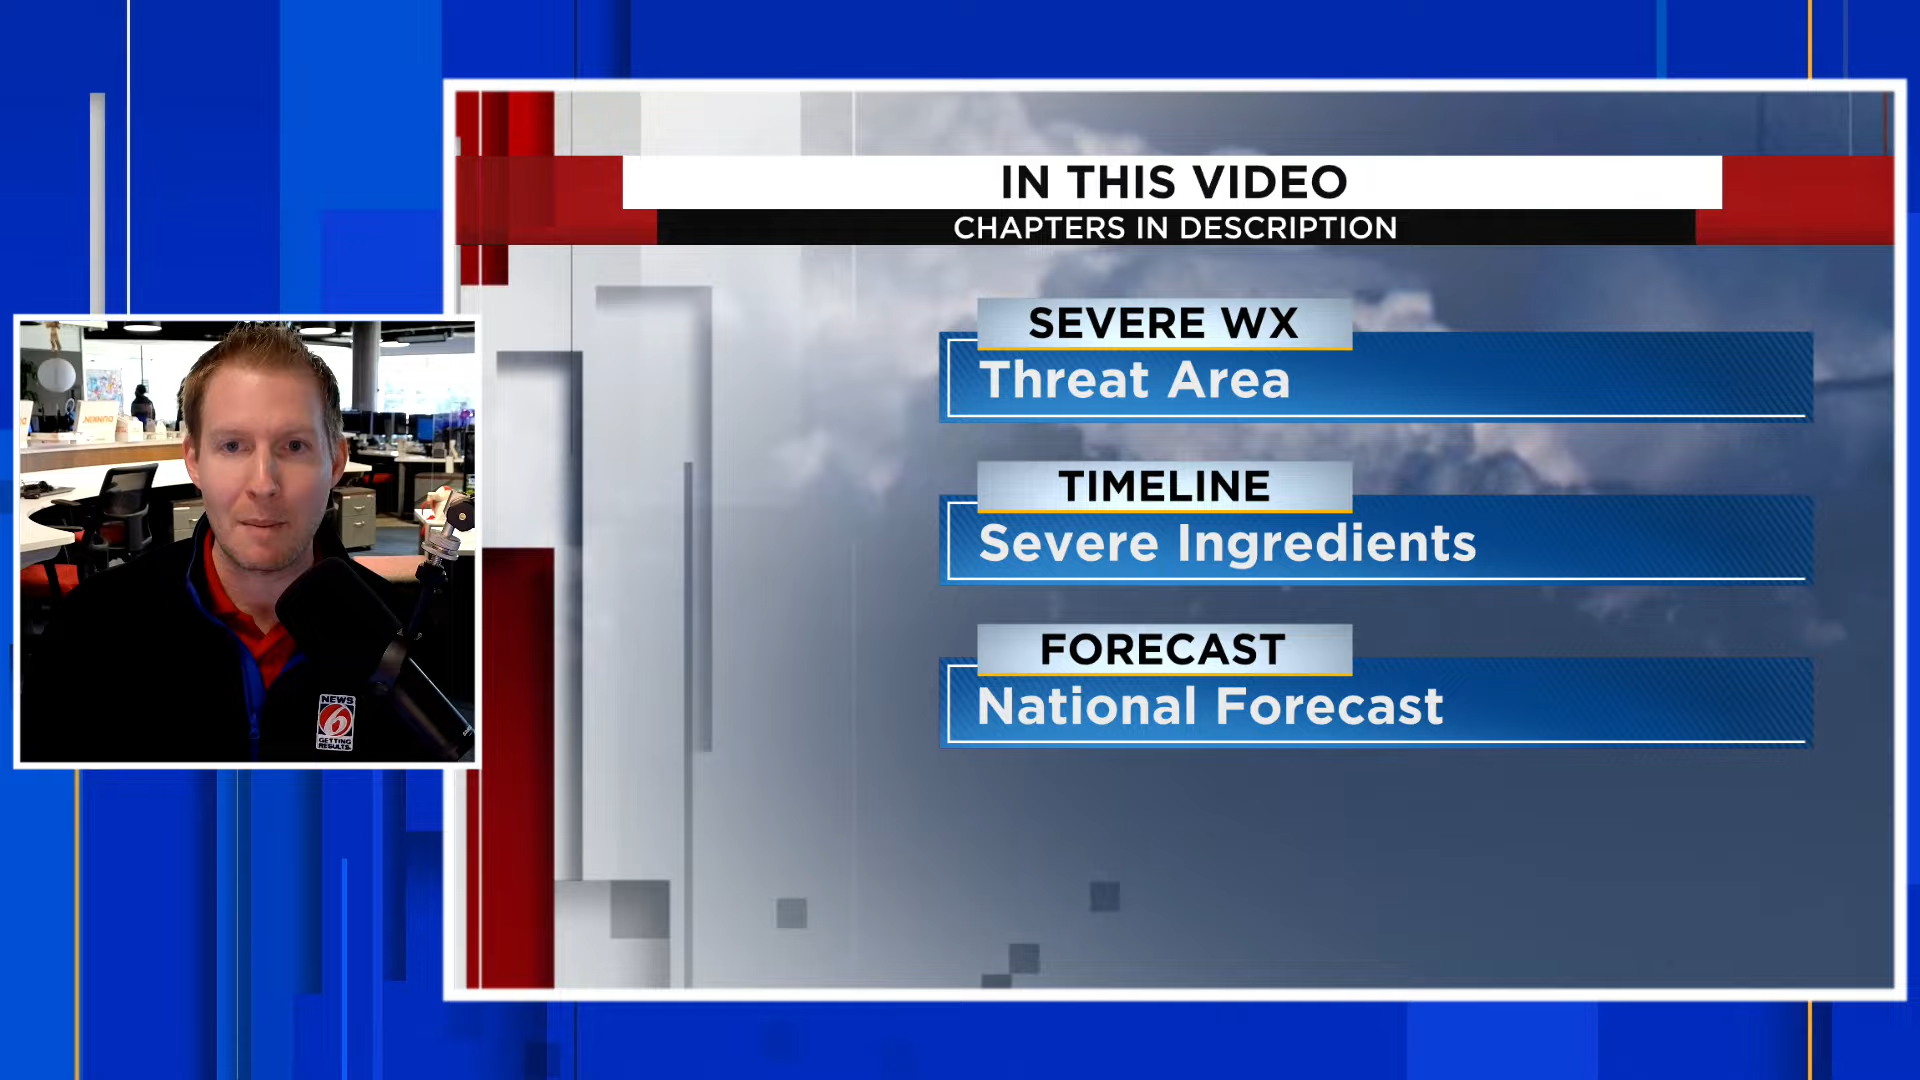 IN THIS VIDEO
CHAPTERS IN DESCRIPTION
SEVERE WX
Threat Area
TIMELINE
Severe Ingredients
FORECAST
National Forecast
NEWS
6
GETTING
RESULTS